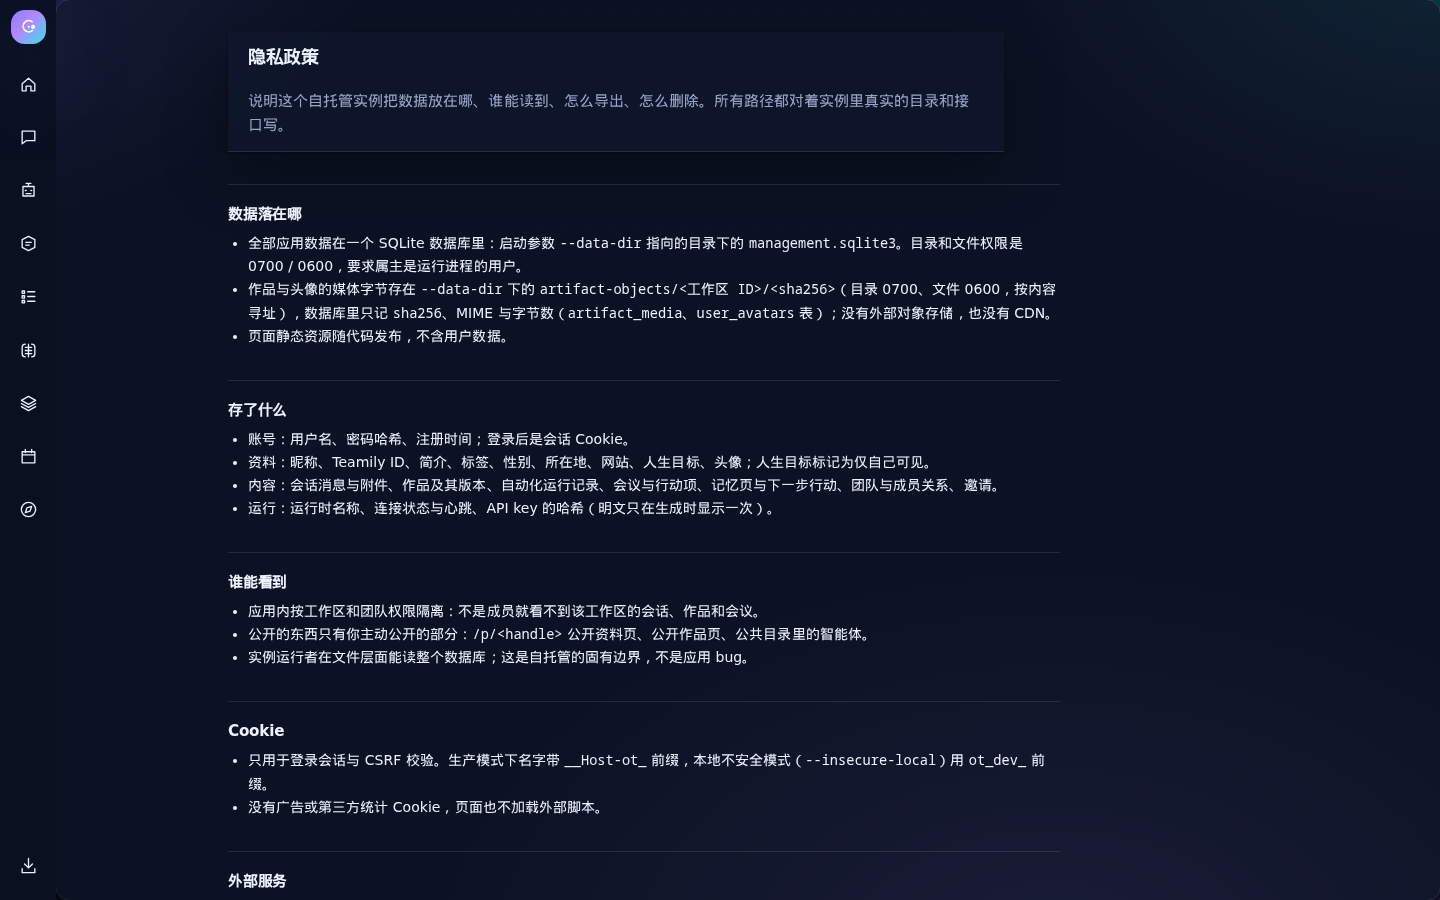 隐私政策
说明这个自托管实例把数据放在哪、谁能读到、怎么导出、怎么删除。所有路径都对着实例里真实的目录和接
口写。
数据落在哪
• 全部应用数据在一个 SQLite 数据库里：启动参数 --data-dir 指向的目录下的 management.sqlite3。目录和文件权限是
0700 / 0600，要求属主是运行进程的用户。
• 作品与头像的媒体字节存在 --data-dir 下的 artifact-objects/<工作区 ID>/<sha256>（目录 0700、文件 0600，按内容
寻址），数据库里只记 sha256、MIME 与字节数（artifact_media、user_avatars 表）；没有外部对象存储，也没有 CDN。
• 页面静态资源随代码发布，不含用户数据。
存了什么
• 账号：用户名、密码哈希、注册时间；登录后是会话 Cookie。
• 资料：昵称、Teamily ID、简介、标签、性别、所在地、网站、人生目标、头像；人生目标标记为仅自己可见。
• 内容：会话消息与附件、作品及其版本、自动化运行记录、会议与行动项、记忆页与下一步行动、团队与成员关系、邀请。
• 运行：运行时名称、连接状态与心跳、API key 的哈希（明文只在生成时显示一次）。
谁能看到
• 应用内按工作区和团队权限隔离：不是成员就看不到该工作区的会话、作品和会议。
• 公开的东西只有你主动公开的部分：/p/<handle> 公开资料页、公开作品页、公共目录里的智能体。
• 实例运行者在文件层面能读整个数据库；这是自托管的固有边界，不是应用 bug。
Cookie
• 只用于登录会话与 CSRF 校验。生产模式下名字带 __Host-ot_ 前缀，本地不安全模式（--insecure-local）用 ot_dev_ 前
缀。
• 没有广告或第三方统计 Cookie，页面也不加载外部脚本。
外部服务